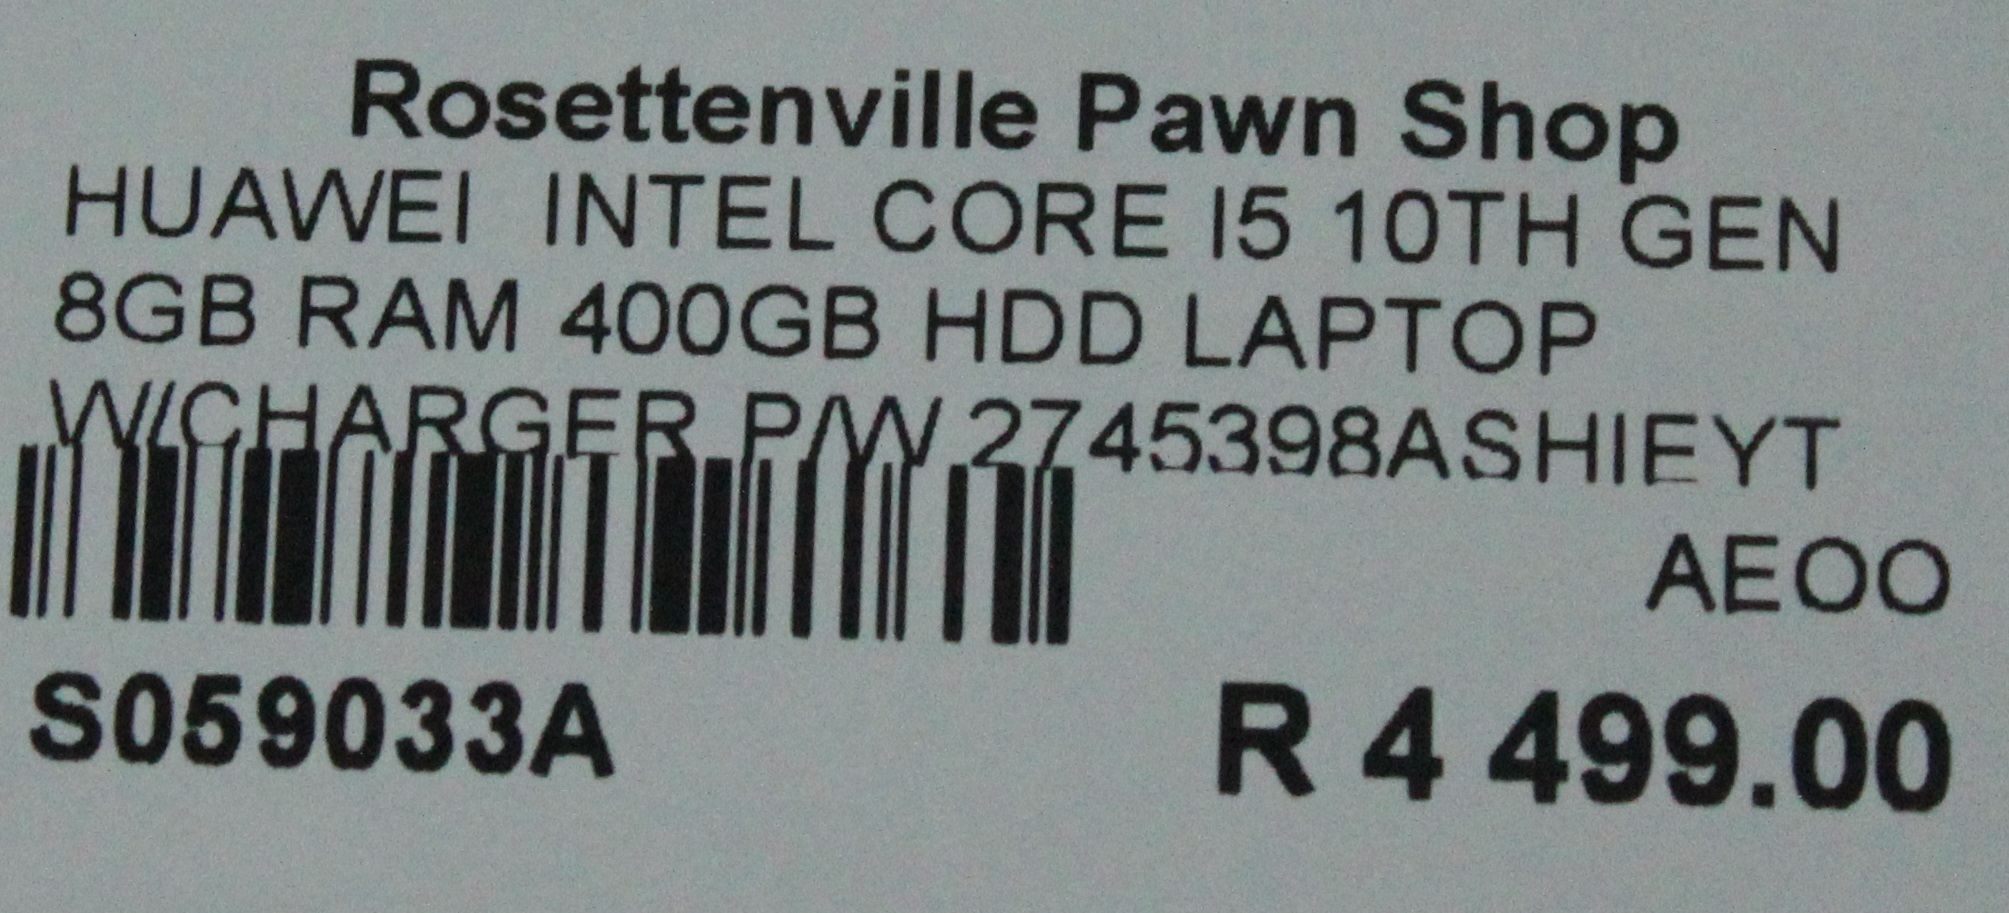 Rosettenville Pawn Shop
HUAWEI INTEL CORE I5 10TH GEN
8GB RAM 400GB HDD LAPTOP
W/CHARGER P/W 2745398ASHIEYT
AEOO
S059033A
R 4 499.00